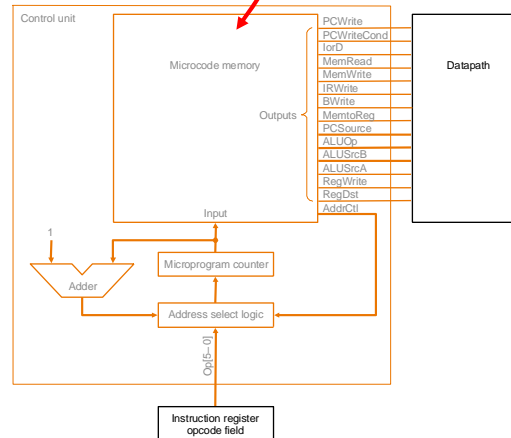 Control unit
Microcode memory
Outputs
Input
PCWrite
PCWriteCond
IorD
MemRead
MemWrite
IRWrite
BWrite
MemtoReg
PCSource
ALUOp
ALUSrcB
ALUSrcA
RegWrite
RegDst
AddrCtl
Datapath
1
Microprogram counter
Adder
Address select logic
Op[5–0]
Instruction register
opcode field